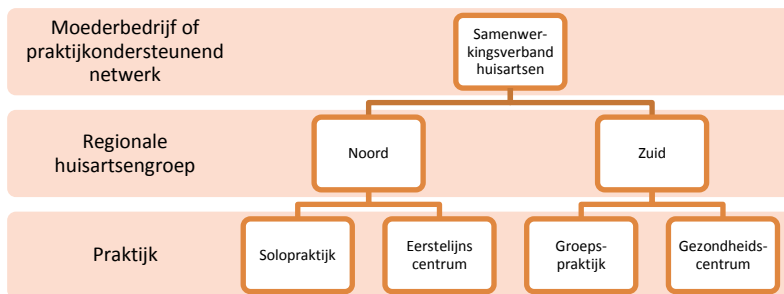 Moederbedrijf of
praktijkondersteunend
netwerk
Samenwer-
kingsverband
huisartsen
Regionale
huisartsengroep
Noord
Zuid
Praktijk
Solopraktijk
Eerstelijns
centrum
Groeps-
praktijk
Gezondheids-
centrum